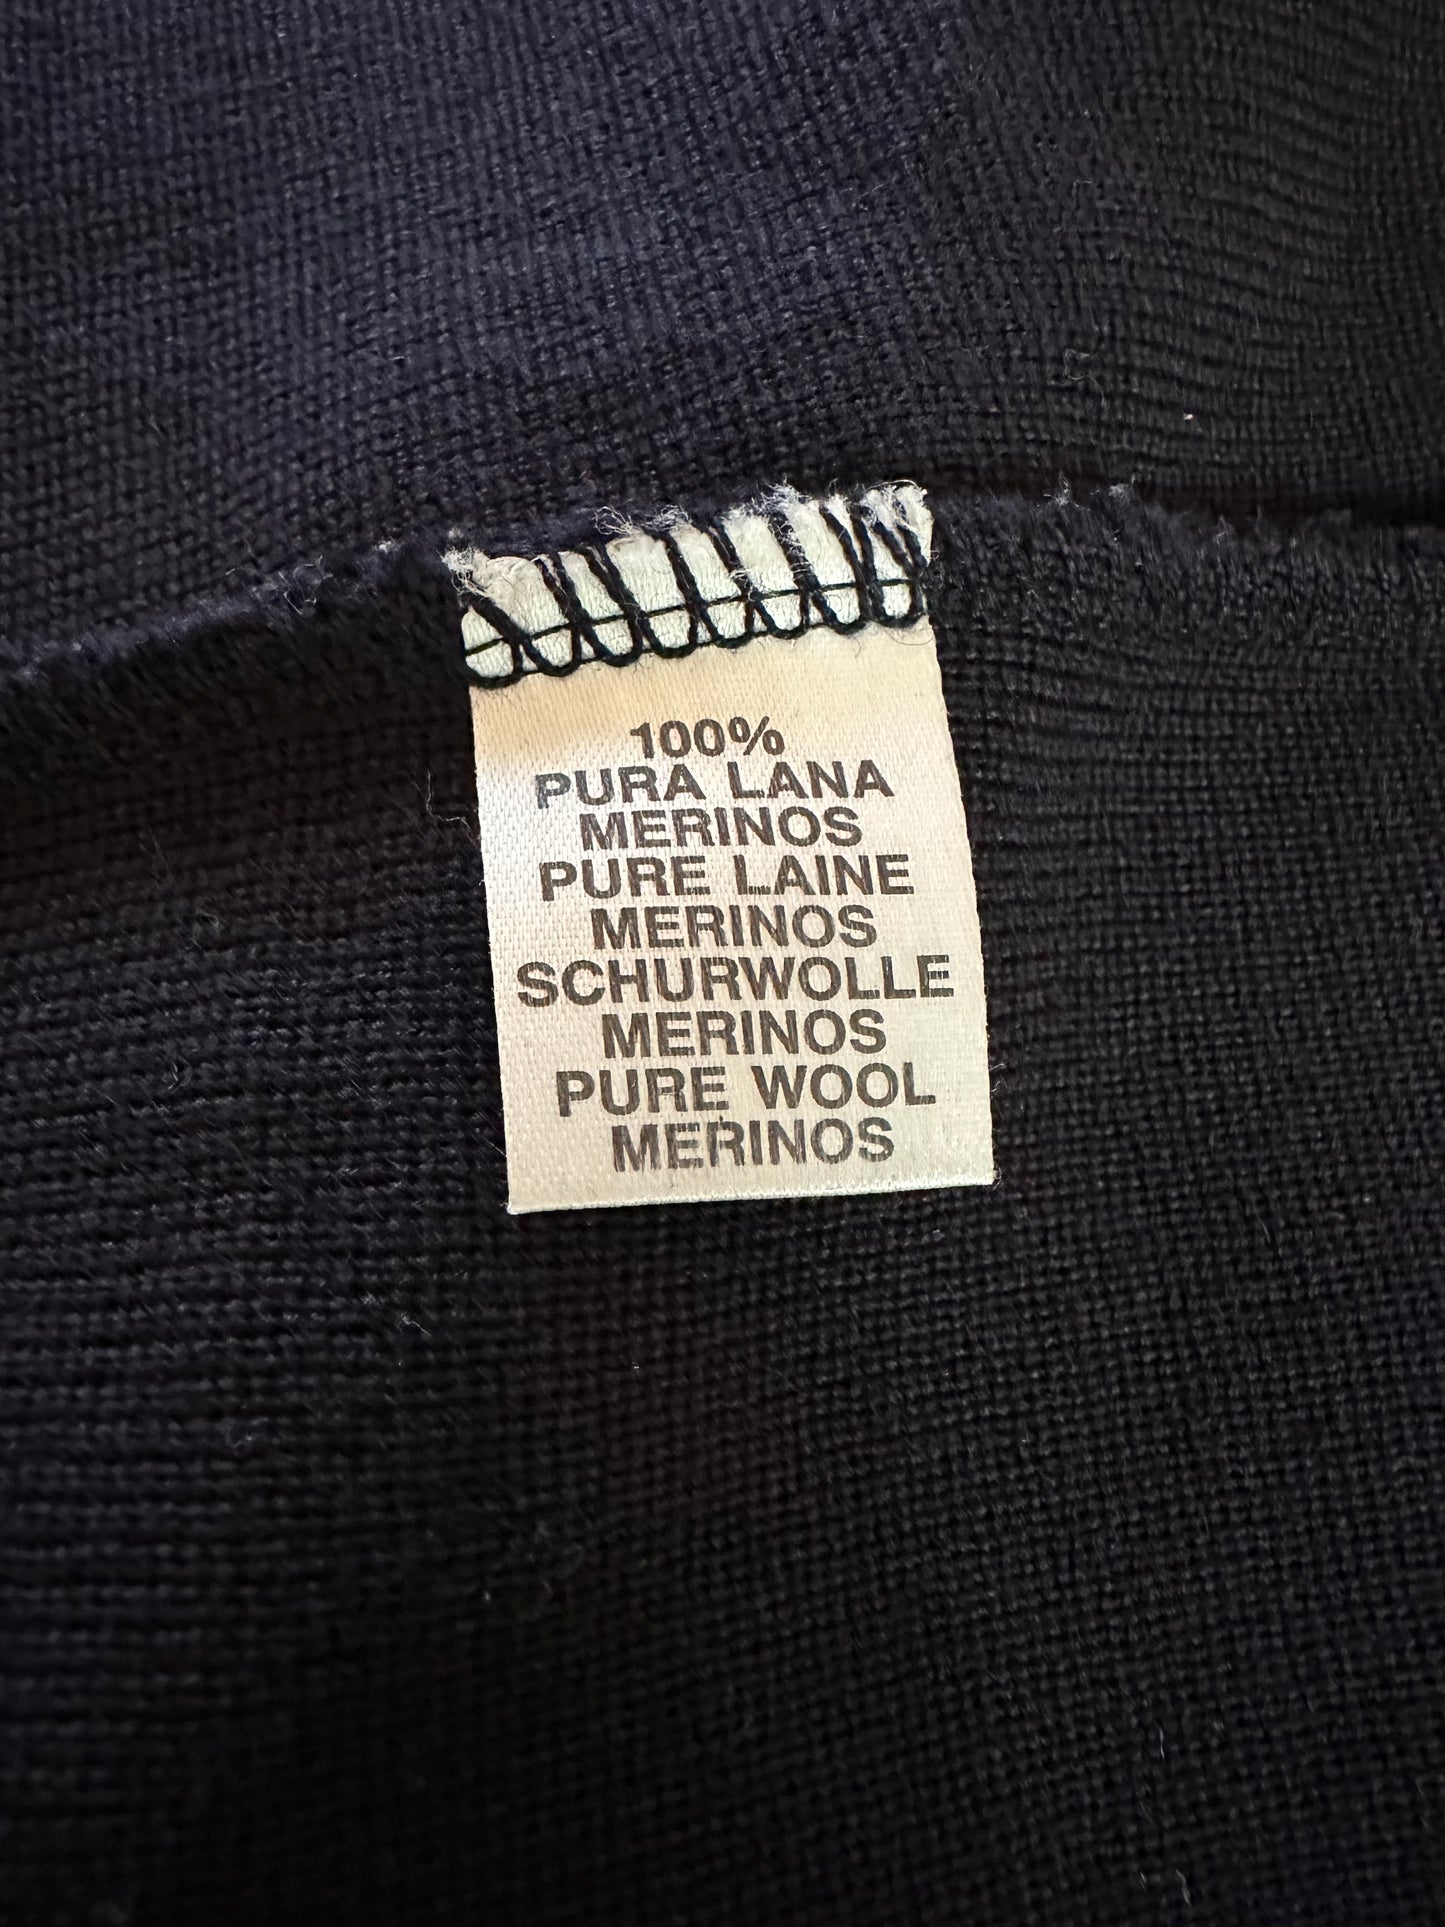 100%
PURA LANA
MERINOS
PURE LAINE
MERINOS
SCHURWOLLE
MERINOS
PURE WOOL
MERINOS